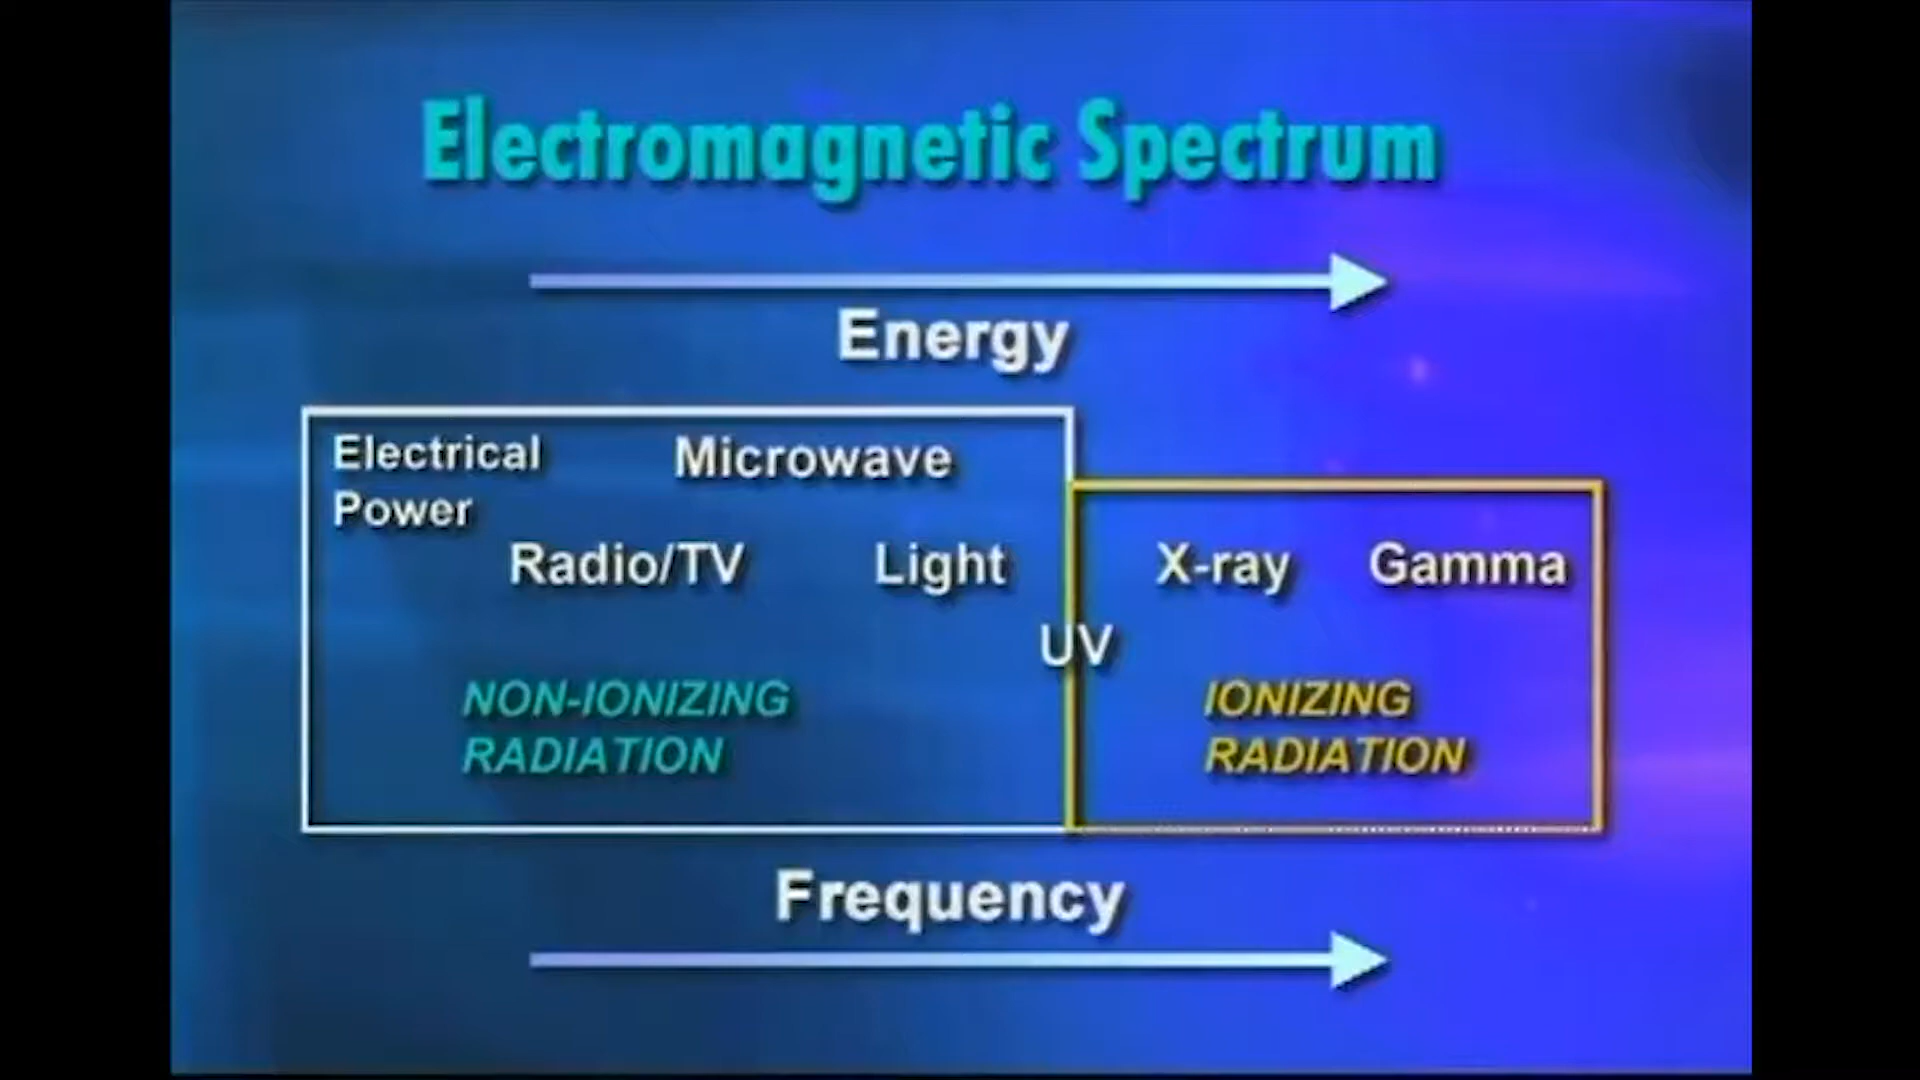 Electromagnetic Spectrum
Energy
Electrical
Power
Microwave
Radio/TV
Light
X-ray
Gamma
UV
NON-IONIZING
RADIATION
IONIZING
RADIATION
Frequency